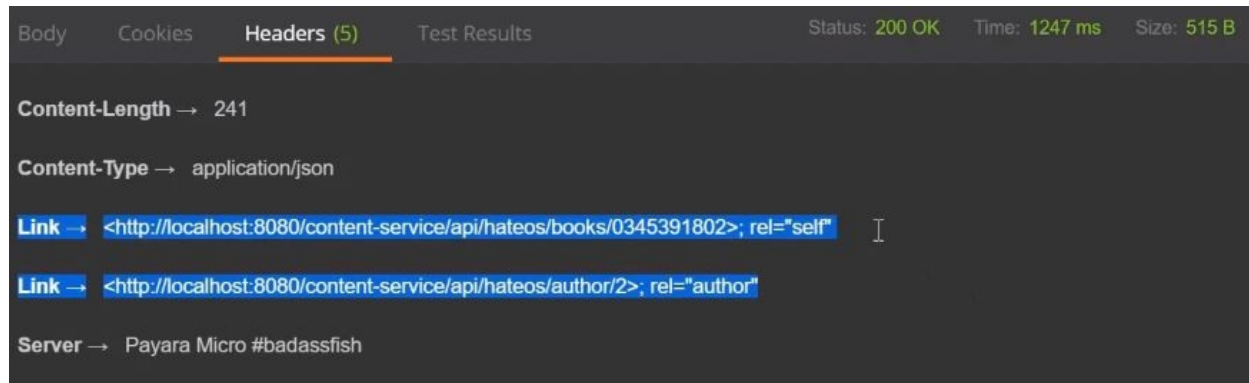 Body Cookies Headers (5) Test Results Status: 200 OK Time: 1247 ms Size: 515 B
Content-Length → 241
Content-Type → application/json
Link → <http://localhost:8080/content-service/api/hateos/books/0345391802>; rel="self"
Link → <http://localhost:8080/content-service/api/hateos/author/2>; rel="author"
Server → Payara Micro #badassfish